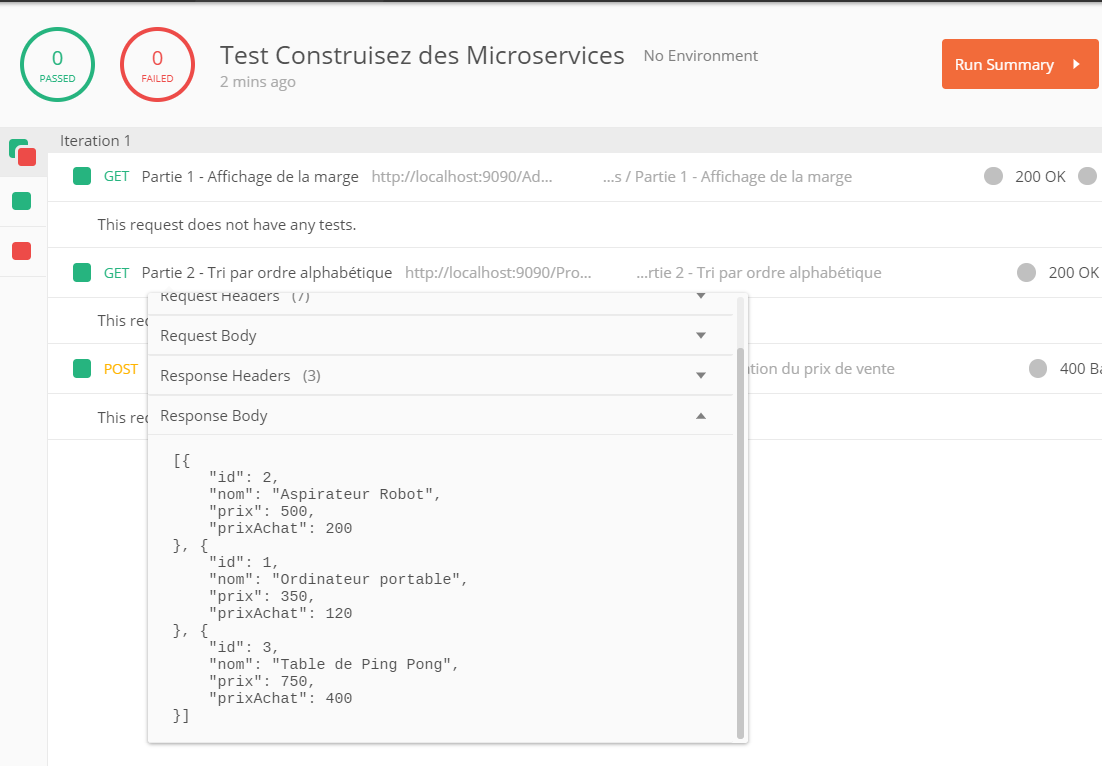 0
PASSED
0
FAILED
Test Construisez des Microservices No Environment
2 mins ago
Run Summary
Iteration 1
GET Partie 1 - Affichage de la marge http://localhost:9090/Ad... ...s / Partie 1 - Affichage de la marge 200 OK
This request does not have any tests.
GET Partie 2 - Tri par ordre alphabétique http://localhost:9090/Pro... ...rtie 2 - Tri par ordre alphabétique 200 OK
Request Headers (7)
This
Request Body
POST
Response Headers (3)
du prix de vente 400
This
Response Body
[{
"id": 2,
"nom": "Aspirateur Robot",
"prix": 500,
"prixAchat": 200
}, {
"id": 1,
"nom": "Ordinateur portable",
"prix": 350,
"prixAchat": 120
}, {
"id": 3,
"nom": "Table de Ping Pong",
"prix": 750,
"prixAchat": 400
}]